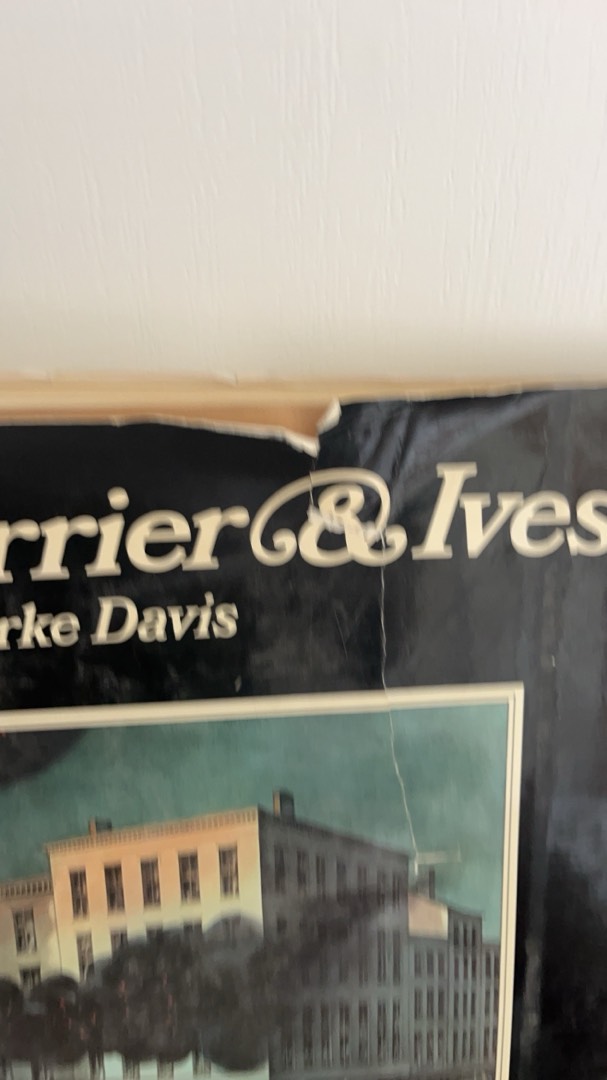 rrier & Ives
rke Davis